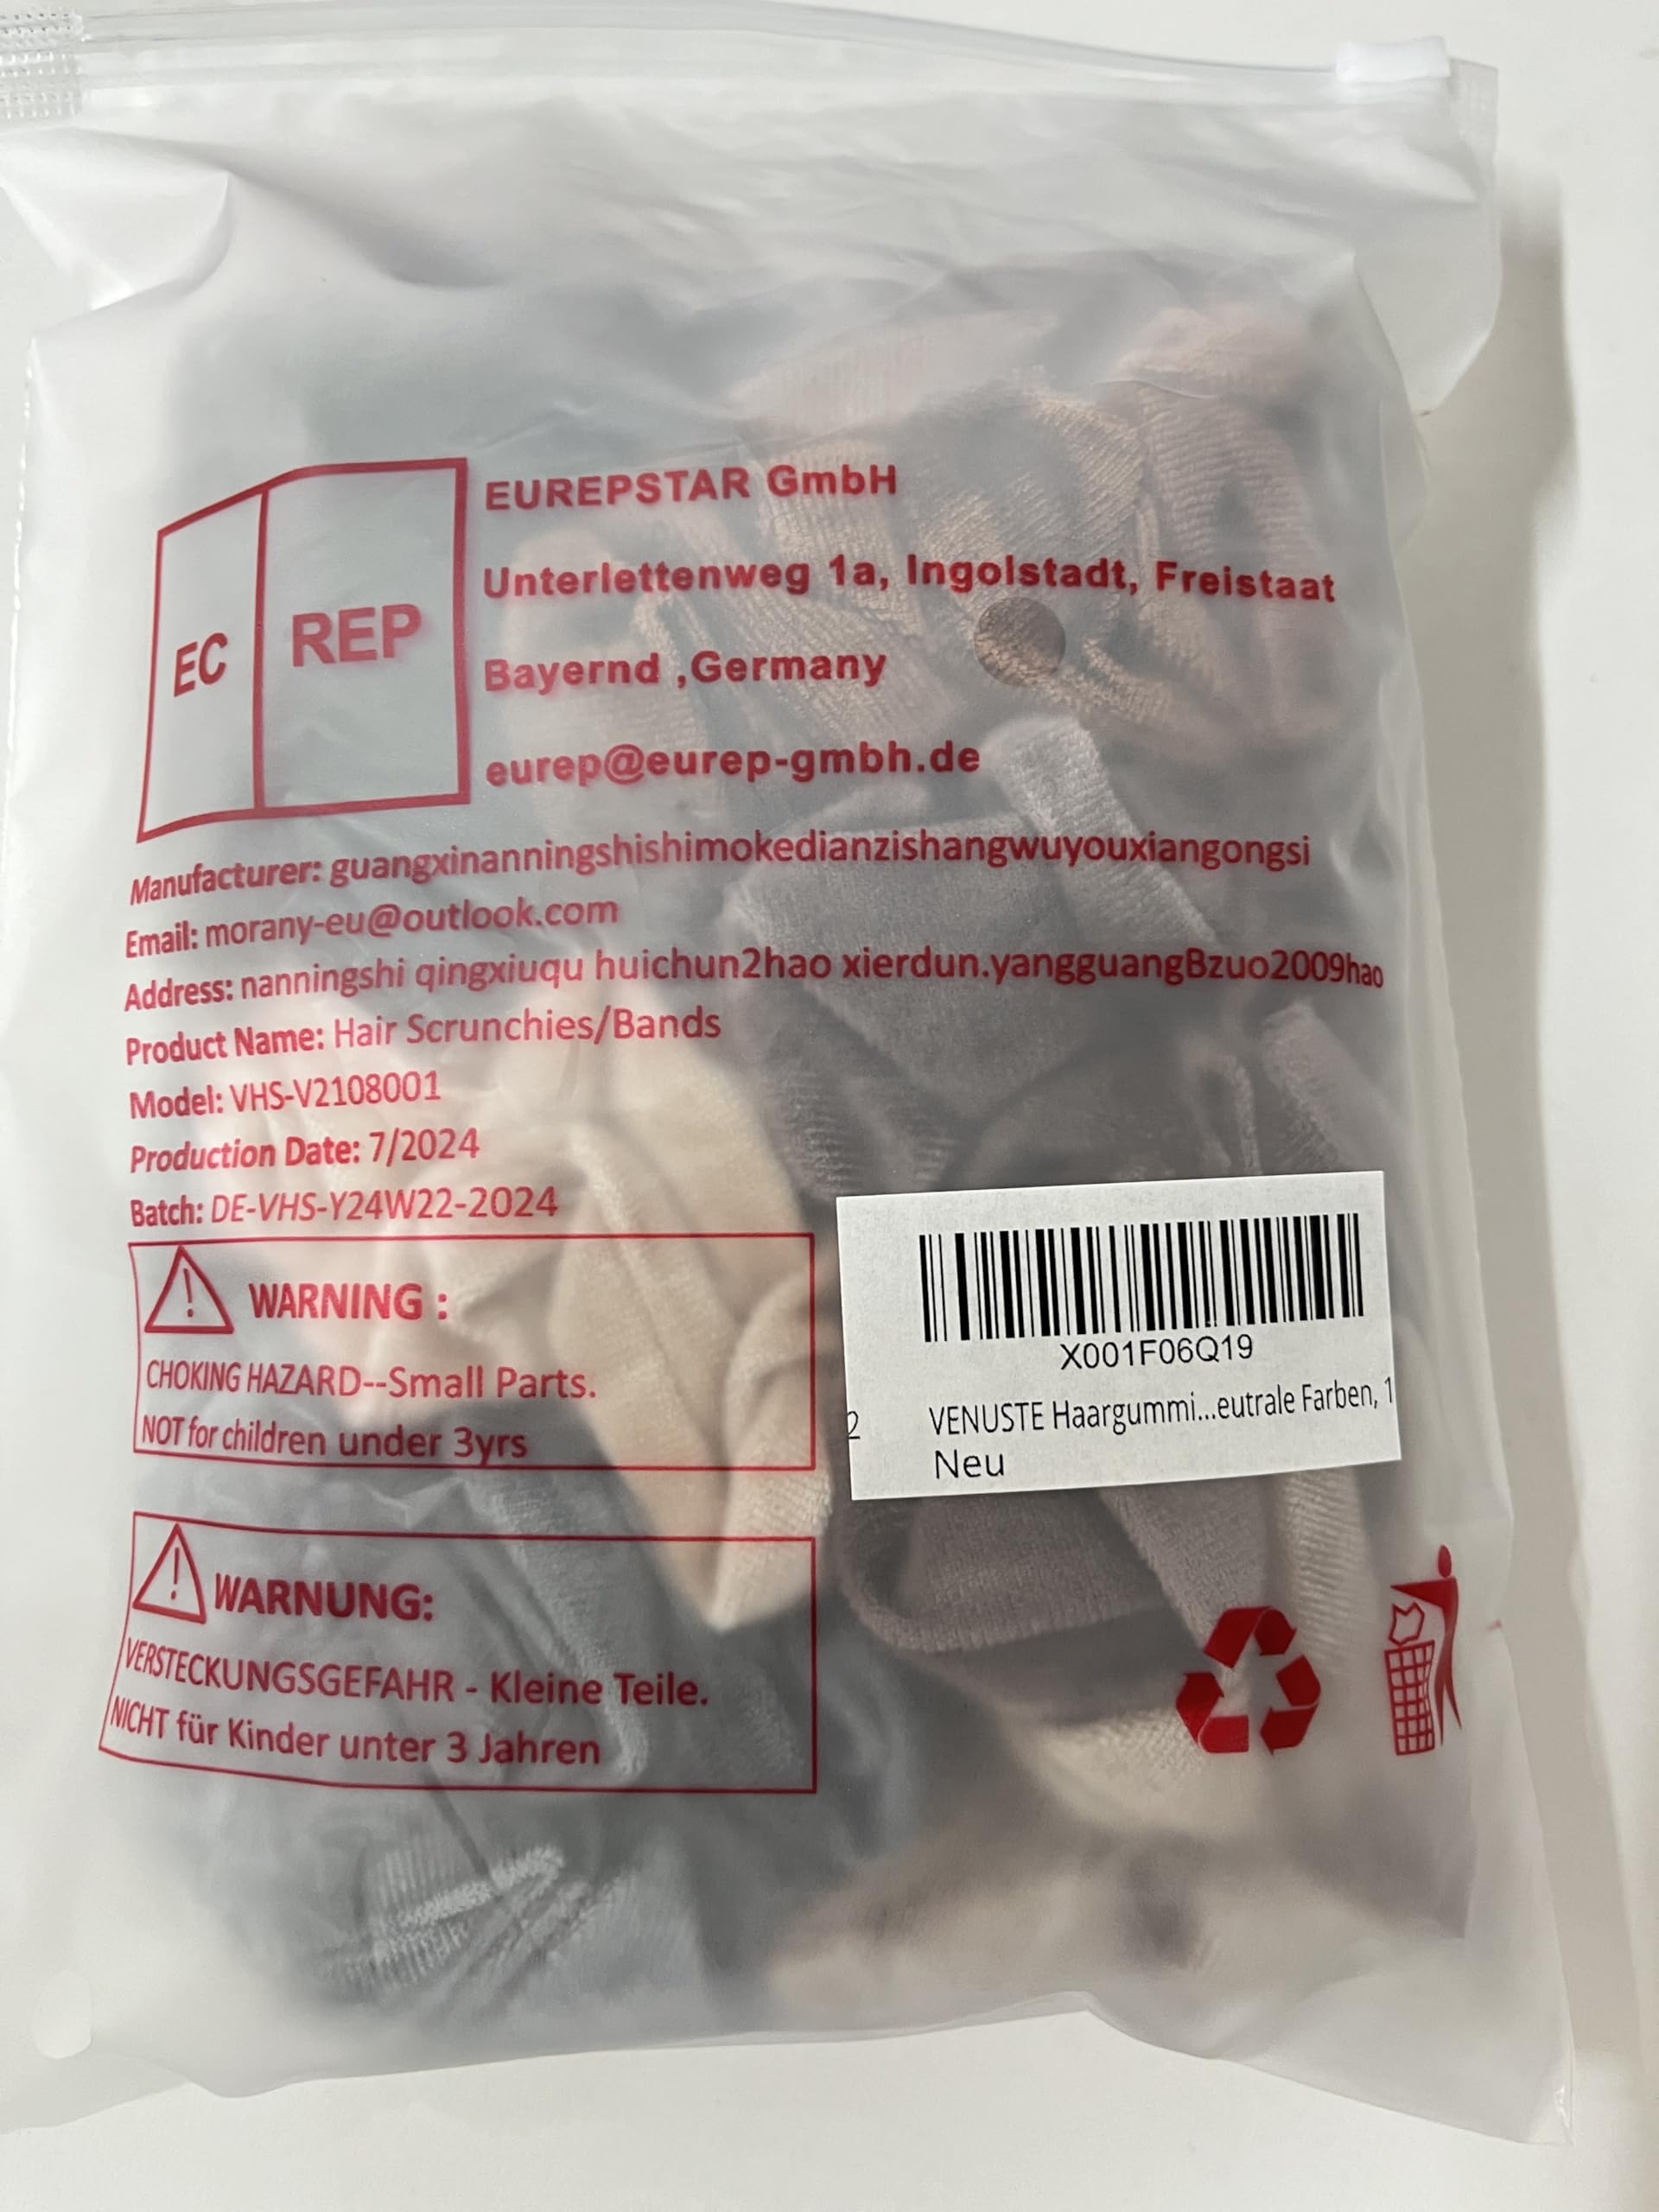 EC REP
EUREPSTAR GmbH
Unterlettenweg 1a, Ingolstadt, Freistaat
Bayernd ,Germany
eurep@eurep-gmbh.de
Manufacturer: guangxinanningshishimokedianzishangwuyouxiangongsi
Email: morany-eu@outlook.com
Address: nanningshi qingxiuqu huichun2hao xierdun.yangguangBzuo2009hao
Product Name: Hair Scrunchies/Bands
Model: VHS-V2108001
Production Date: 7/2024
Batch: DE-VHS-Y24W22-2024
WARNING :
CHOKING HAZARD--Small Parts.
NOT for children under 3yrs
X001F06Q19
2 VENUSTE Haargummi...eutrale Farben, 1
Neu
WARNUNG:
VERSTECKUNGSGEFAHR - Kleine Teile.
NICHT für Kinder unter 3 Jahren